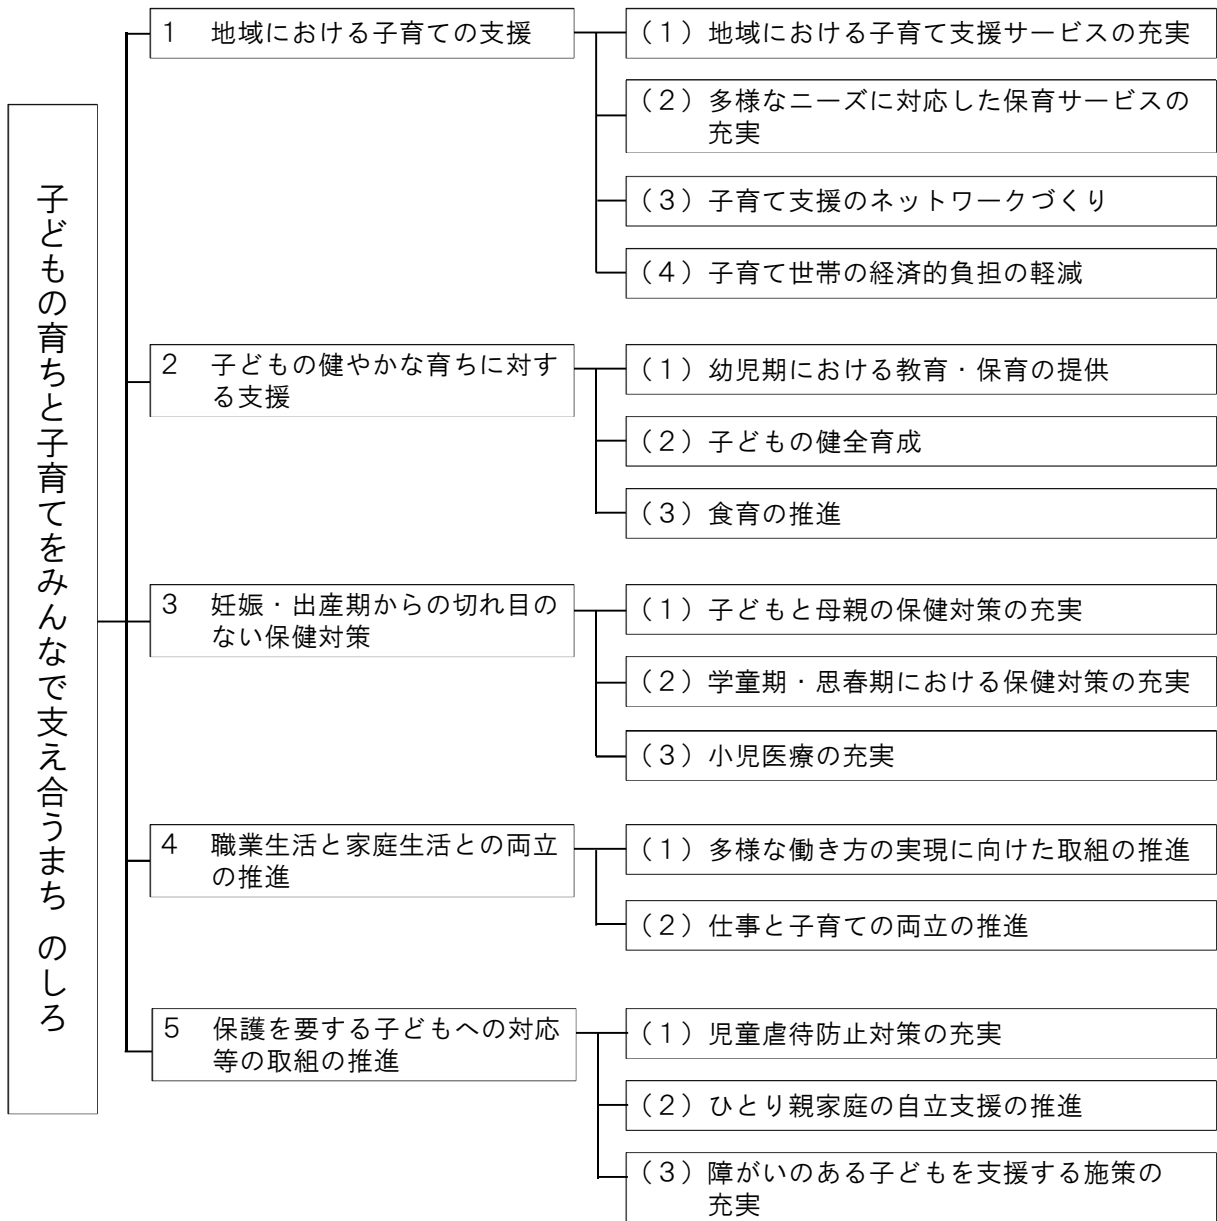 子どもの育ちと子育てをみんなで支え合うまち のしろ
1 地域における子育ての支援
(1)地域における子育て支援サービスの充実
(2)多様なニーズに対応した保育サービスの
充実
(3)子育て支援のネットワークづくり
(4)子育て世帯の経済的負担の軽減
2 子どもの健やかな育ちに対す
る支援
(1)幼児期における教育・保育の提供
(2)子どもの健全育成
(3)食育の推進
3 妊娠・出産期からの切れ目の
ない保健対策
(1)子どもと母親の保健対策の充実
(2)学童期・思春期における保健対策の充実
(3)小児医療の充実
4 職業生活と家庭生活との両立
の推進
(1)多様な働き方の実現に向けた取組の推進
(2)仕事と子育ての両立の推進
5 保護を要する子どもへの対応
等の取組の推進
(1)児童虐待防止対策の充実
(2)ひとり親家庭の自立支援の推進
(3)障がいのある子どもを支援する施策の
充実